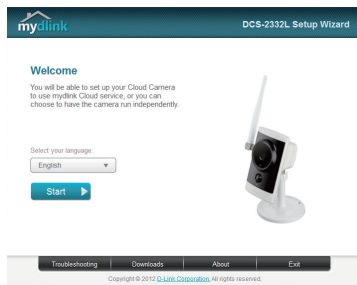 mydlink
DCS-2332L Setup Wizard
Welcome
You will be able to set up your Cloud Camera
to use mydlink Cloud service, or you can
choose to have the camera run independently.
Select your language:
English
Start
Troubleshooting Downloads About Exit
Copyright © 2012 D-Link Corporation. All rights reserved.